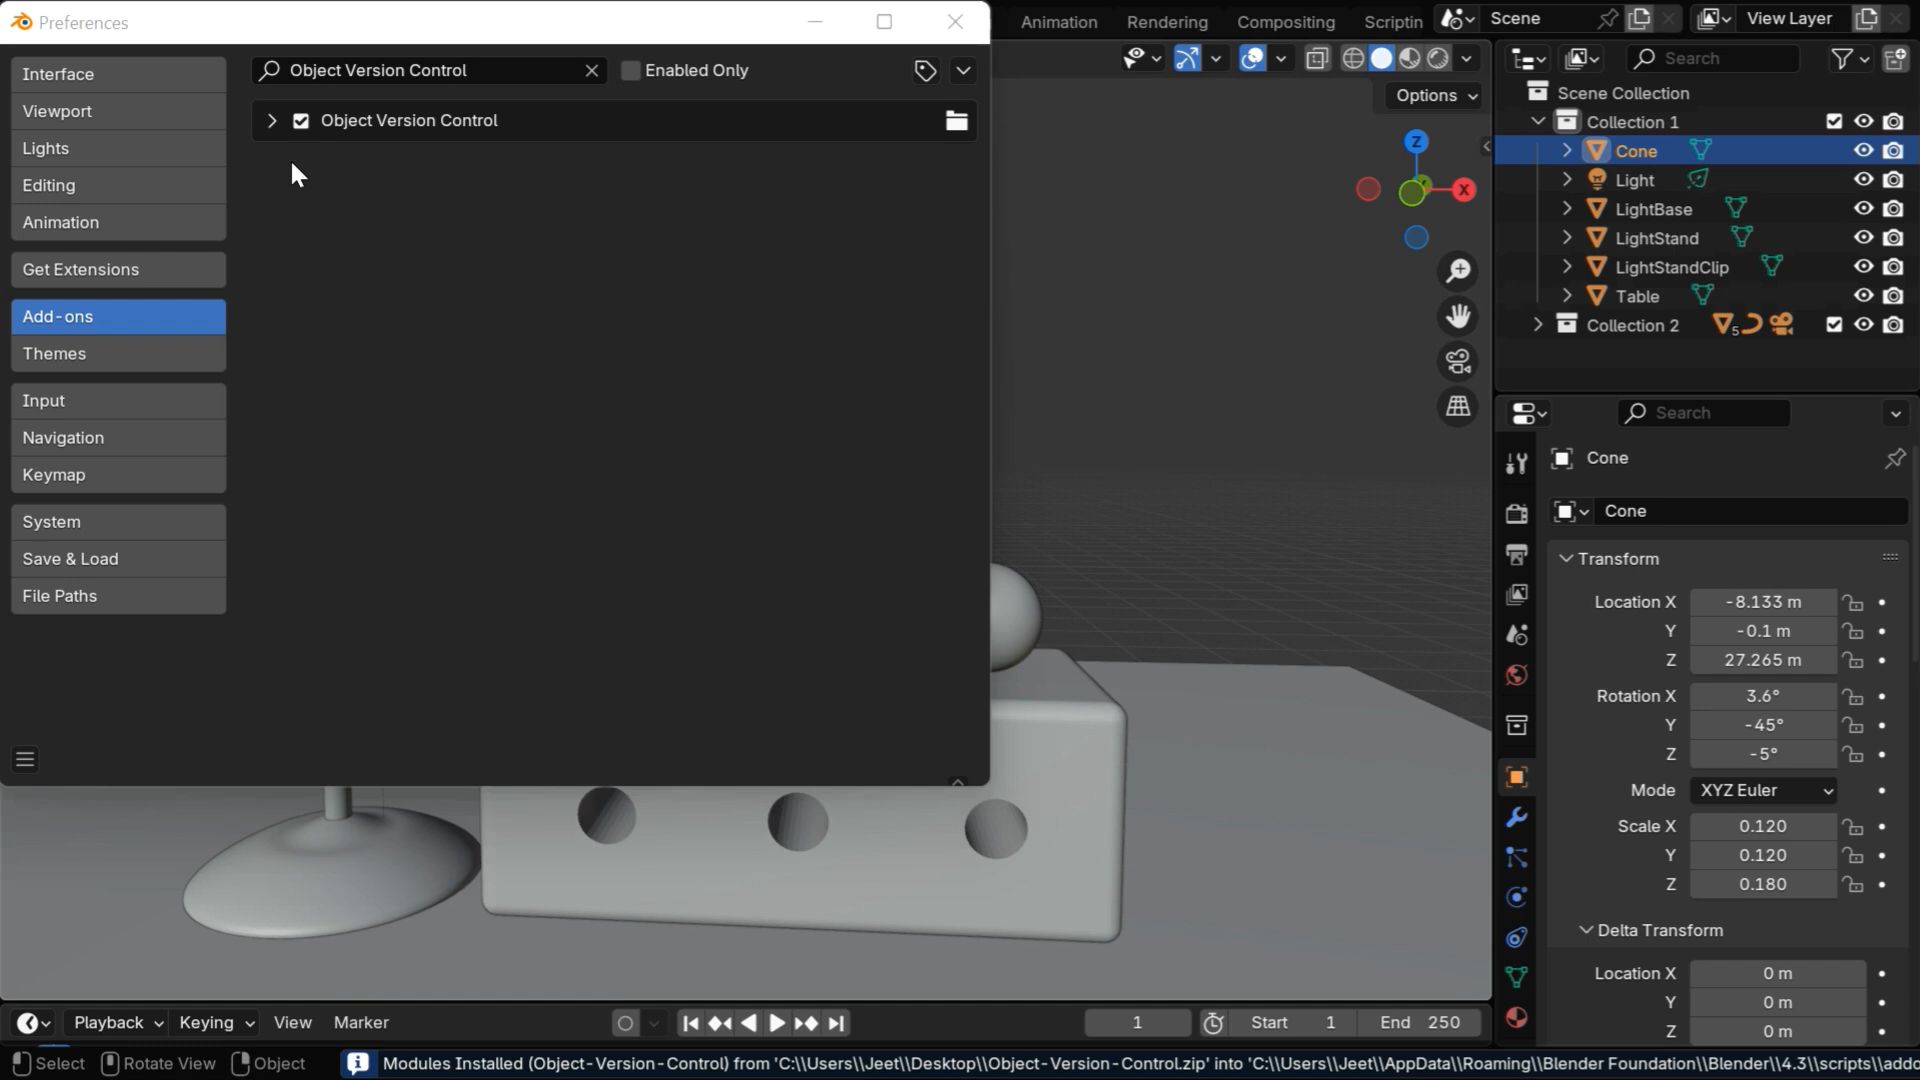 Preferences
Animation
Rendering
Compositing
Scriptin
Scene
View Layer
Interface
Viewport
Lights
Editing
Animation
Get Extensions
Add-ons
Themes
Input
Navigation
Keymap
System
Save & Load
File Paths
Object Version Control
Enabled Only
Object Version Control
Options
Z
X
Search
Scene Collection
Collection 1
Cone
Light
LightBase
LightStand
LightStandClip
Table
Collection 2
5
Search
Cone
Cone
Transform
Location X -8.133 m
Y -0.1 m
Z 27.265 m
Rotation X 3.6°
Y -45°
Z -5°
Mode XYZ Euler
Scale X 0.120
Y 0.120
Z 0.180
Delta Transform
Location X 0 m
Y 0 m
Z 0 m
Playback
Keying
View
Marker
1
Start 1
End 250
Select
Rotate View
Object
Modules Installed (Object-Version-Control) from 'C:\\Users\\Jeet\\Desktop\\Object-Version-Control.zip' into 'C:\\Users\\Jeet\\AppData\\Roaming\\Blender Foundation\\Blender\\4.3\\scripts\\addo